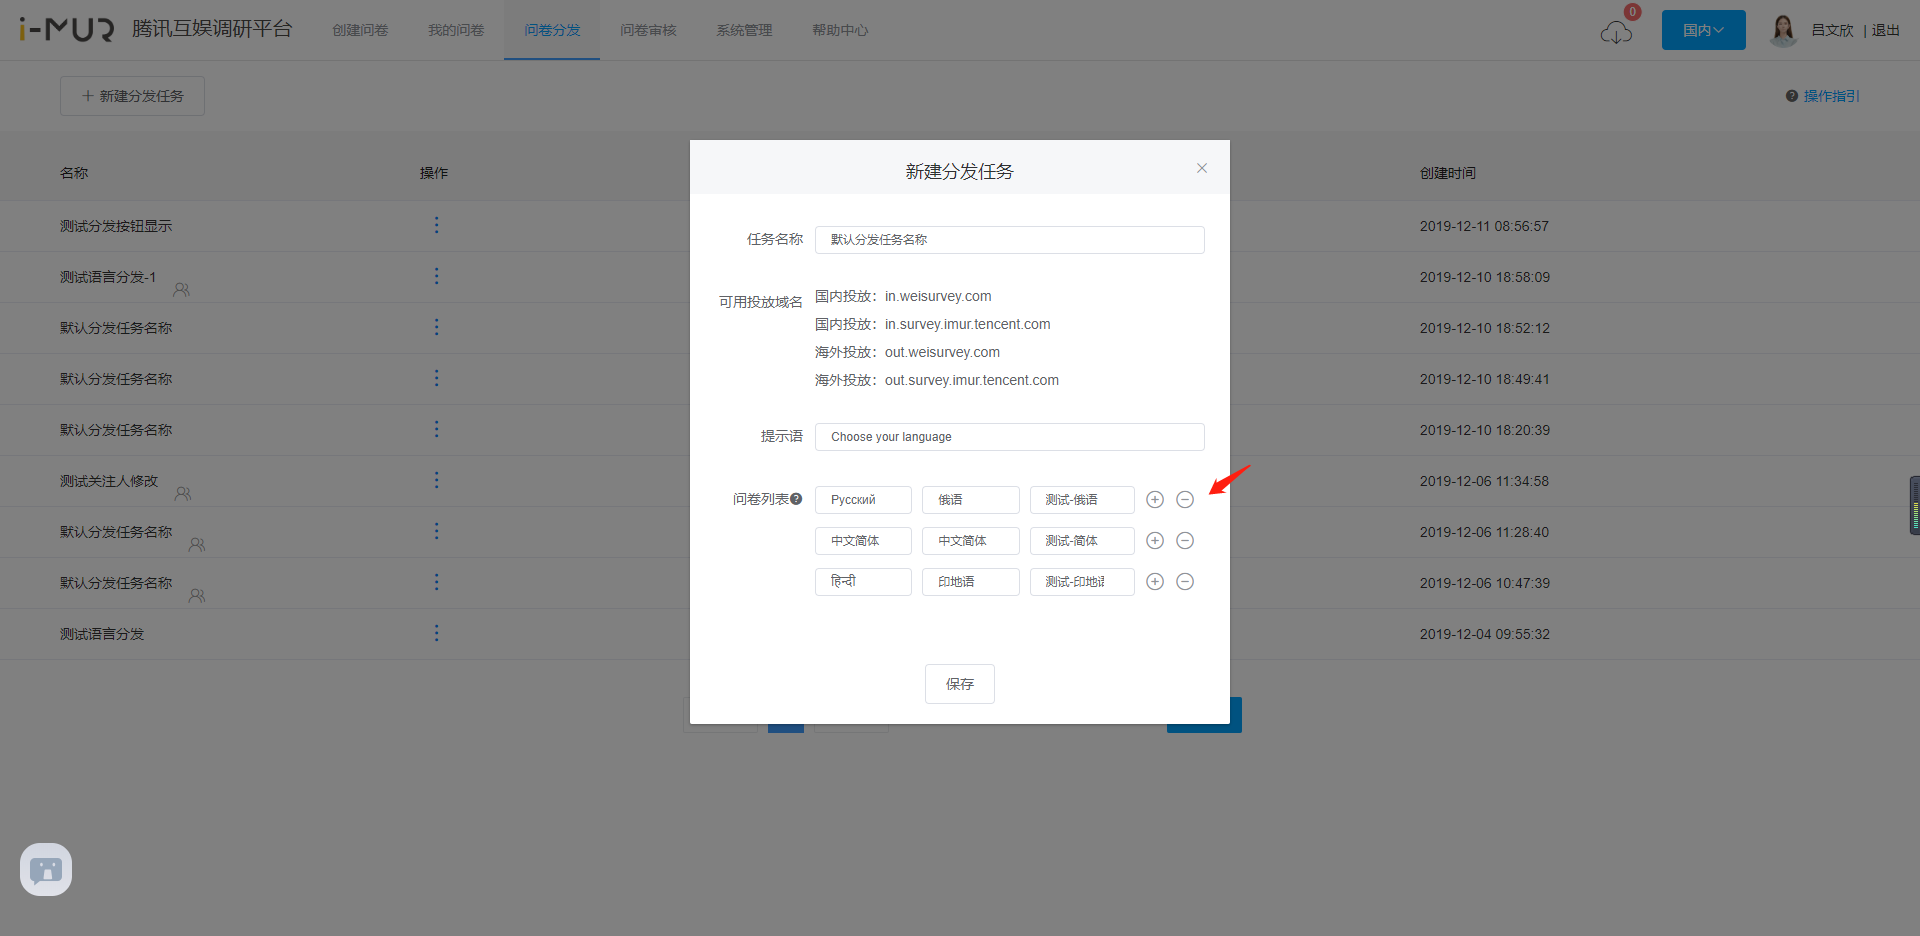 i-MUR 腾讯互娱调研平台 创建问卷 我的问卷 问卷分发 问卷审核 系统管理 帮助中心 0 国内 吕文欣 | 退出
+ 新建分发任务 操作指引
名称 操作 创建时间
测试分发按钮显示 2019-12-11 08:56:57
测试语言分发-1 2019-12-10 18:58:09
默认分发任务名称 2019-12-10 18:52:12
默认分发任务名称 2019-12-10 18:49:41
默认分发任务名称 2019-12-10 18:20:39
测试关注人修改 2019-12-06 11:34:58
默认分发任务名称 2019-12-06 11:28:40
默认分发任务名称 2019-12-06 10:47:39
测试语言分发 2019-12-04 09:55:32
新建分发任务
任务名称 默认分发任务名称
可用投放域名 国内投放：in.weisurvey.com
国内投放：in.survey.imur.tencent.com
海外投放：out.weisurvey.com
海外投放：out.survey.imur.tencent.com
提示语 Choose your language
问卷列表 Русский 俄语 测试-俄语
中文简体 中文简体 测试-简体
हिन्दी 印地语 测试-印地语
保存